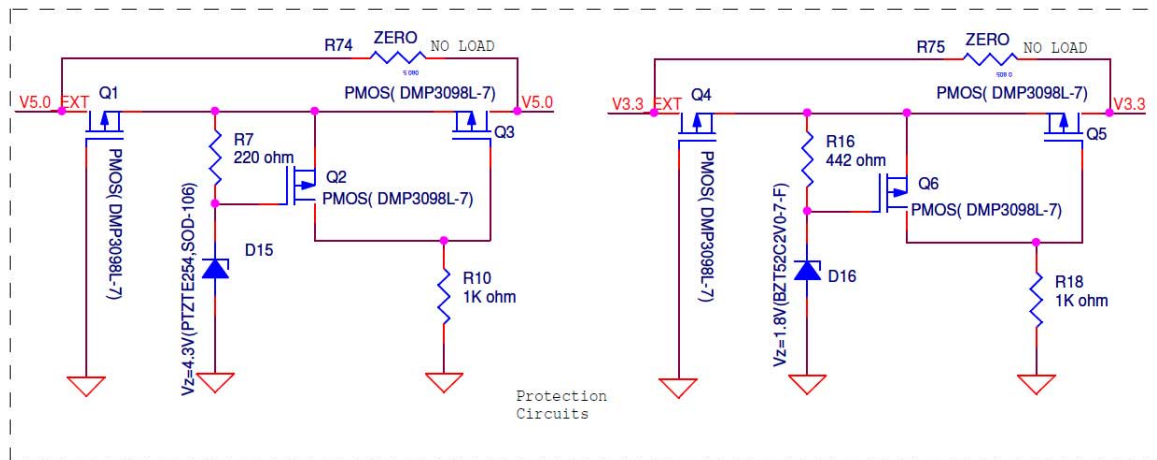 R74
ZERO
NO LOAD
0805
V5.0_EXT
Q1
PMOS( DMP3098L-7)
V5.0
Q3
R7
220 ohm
Q2
PMOS( DMP3098L-7)
PMOS( DMP3098L-7)
D15
Vz=4.3V(PTZTE254,SOD-106)
R10
1K ohm
R75
ZERO
NO LOAD
0805
V3.3_EXT
Q4
PMOS( DMP3098L-7)
V3.3
Q5
R16
442 ohm
Q6
PMOS( DMP3098L-7)
PMOS( DMP3098L-7)
D16
Vz=1.8V(BZT52C2V0-7-F)
R18
1K ohm
Protection
Circuits